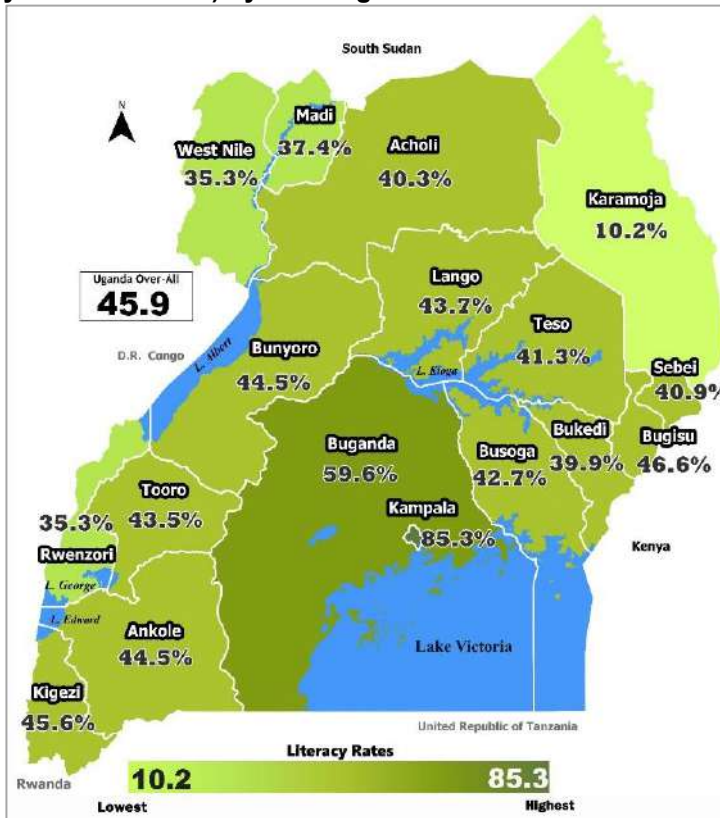 South Sudan
N
Madi
37.4%
West Nile
35.3%
Acholi
40.3%
Karamoja
10.2%
Uganda Over-All
45.9
Lango
43.7%
Teso
41.3%
D.R. Congo
L. Albert
Bunyoro
44.5%
L. Kioga
Sebei
40.9%
Buganda
59.6%
Busoga
42.7%
Bukedi
39.9%
Bugisu
46.6%
Tooro
43.5%
Kampala
85.3%
35.3%
Rwenzori
Kenya
L. George
L. Edward
Ankole
44.5%
Lake Victoria
Kigezi
45.6%
United Republic of Tanzania
Literacy Rates
Rwanda
10.2
85.3
Lowest
Highest